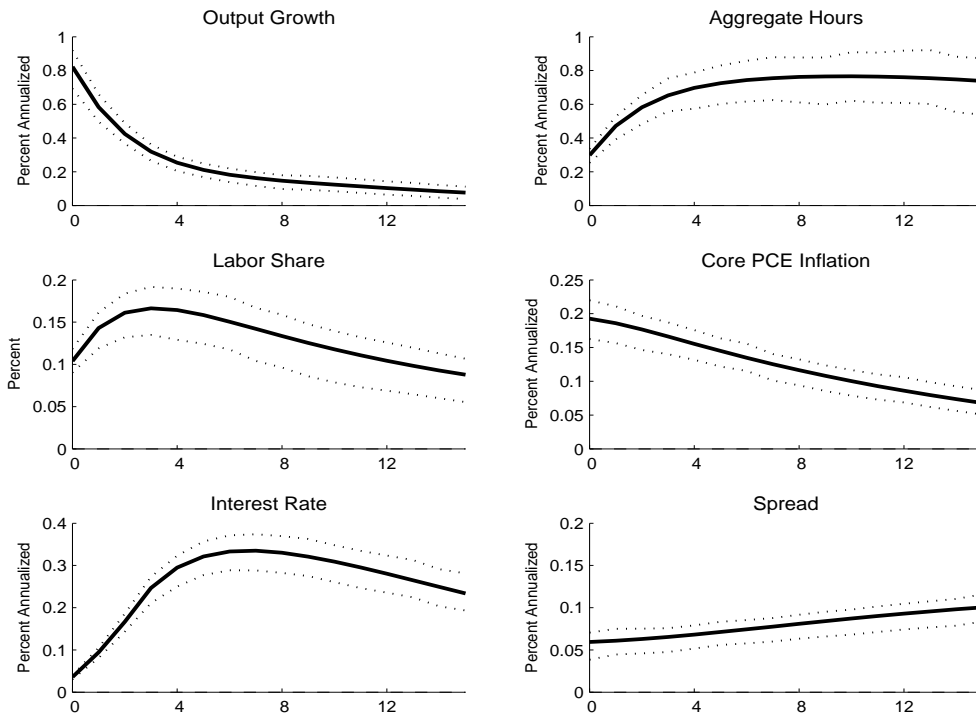 Output Growth
Percent Annualized
1
0.8
0.6
0.4
0.2
0
0 4 8 12
Aggregate Hours
Percent Annualized
1
0.8
0.6
0.4
0.2
0
0 4 8 12
Labor Share
Percent
0.2
0.15
0.1
0.05
0
0 4 8 12
Core PCE Inflation
Percent Annualized
0.25
0.2
0.15
0.1
0.05
0
0 4 8 12
Interest Rate
Percent Annualized
0.4
0.3
0.2
0.1
0
0 4 8 12
Spread
Percent Annualized
0.2
0.15
0.1
0.05
0
0 4 8 12